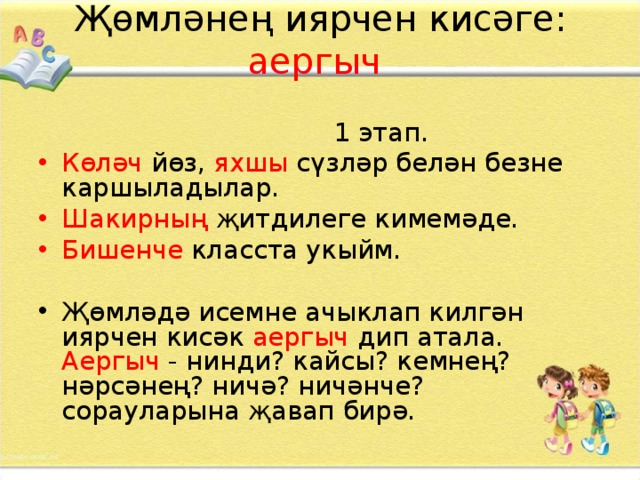 Җөмләнең иярчен кисәге:
аергыч
A B C
1 этап.
• Көләч йөз, яхшы сүзләр белән безне
каршыладылар.
• Шакирның җитдилеге кимемәде.
• Бишенче класста укыйм.
• Җөмләдә исемне ачыклап килгән
иярчен кисәк аергыч дип атала.
Аергыч - нинди? кайсы? кемнең?
нәрсәнең? ничә? ничәнче?
сорауларына җавап бирә.